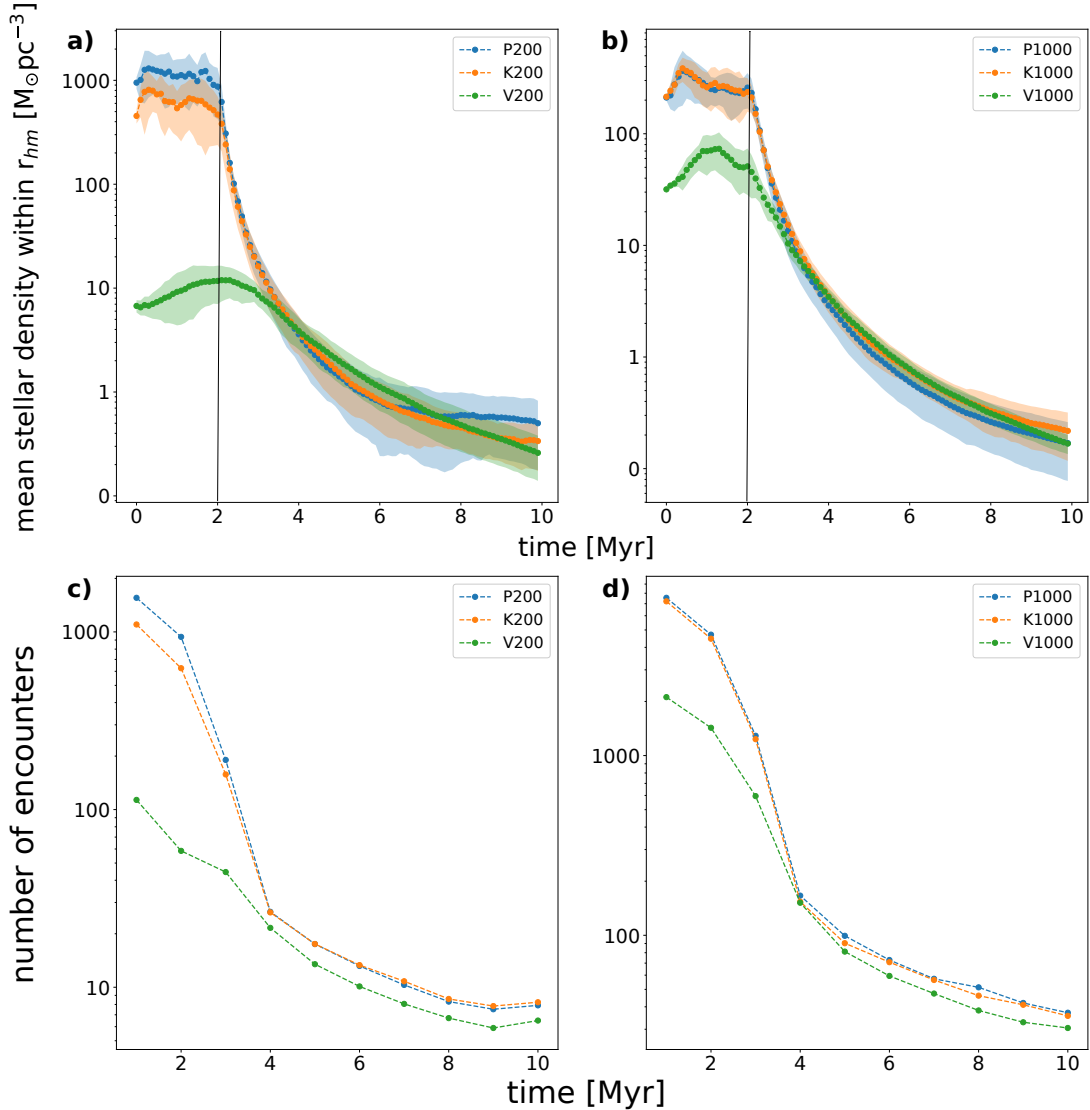 mean stellar density within r_hm [M⊙pc⁻³]
a)
P200
K200
V200
1000
100
10
1
0
0 2 4 6 8 10
time [Myr]
b)
P1000
K1000
V1000
100
10
1
0
0 2 4 6 8 10
number of encounters
c)
P200
K200
V200
1000
100
10
2 4 6 8 10
time [Myr]
d)
P1000
K1000
V1000
1000
100
2 4 6 8 10